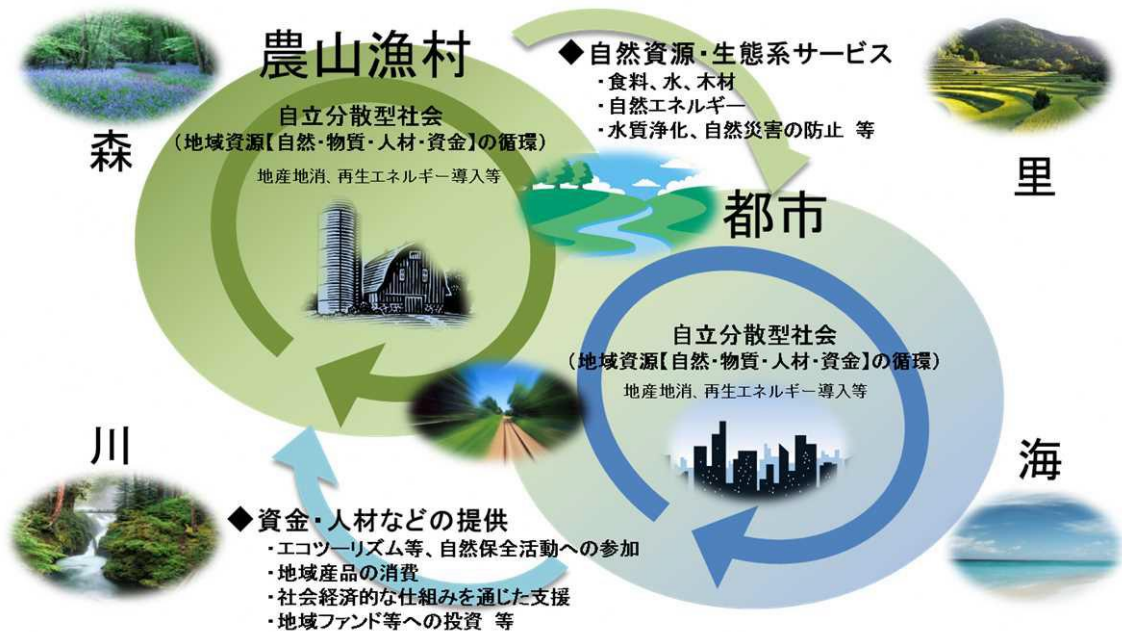 農山漁村
自立分散型社会
(地域資源【自然・物質・人材・資金】の循環)
地産地消、再生エネルギー導入等
◆自然資源・生態系サービス
・食料、水、木材
・自然エネルギー
・水質浄化、自然災害の防止 等
森
里
都市
自立分散型社会
(地域資源【自然・物質・人材・資金】の循環)
地産地消、再生エネルギー導入等
川
海
◆資金・人材などの提供
・エコツーリズム等、自然保全活動への参加
・地域産品の消費
・社会経済的な仕組みを通じた支援
・地域ファンド等への投資 等